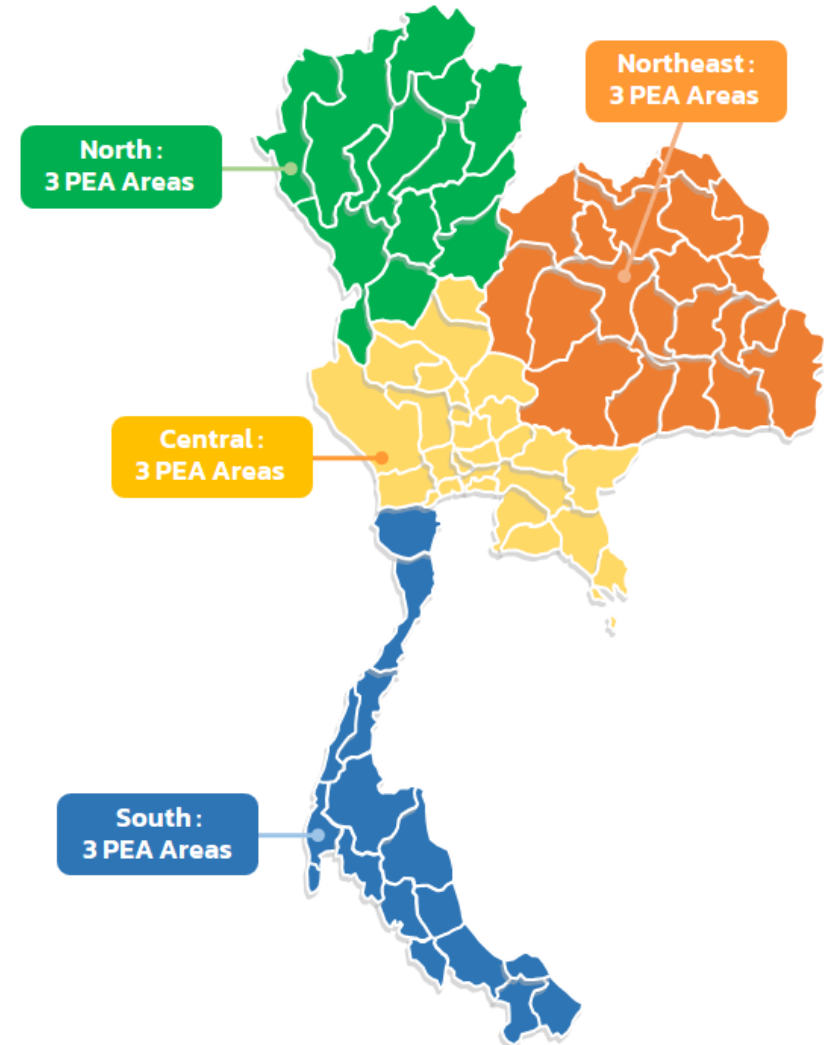 Northeast :
3 PEA Areas
North :
3 PEA Areas
Central :
3 PEA Areas
South :
3 PEA Areas